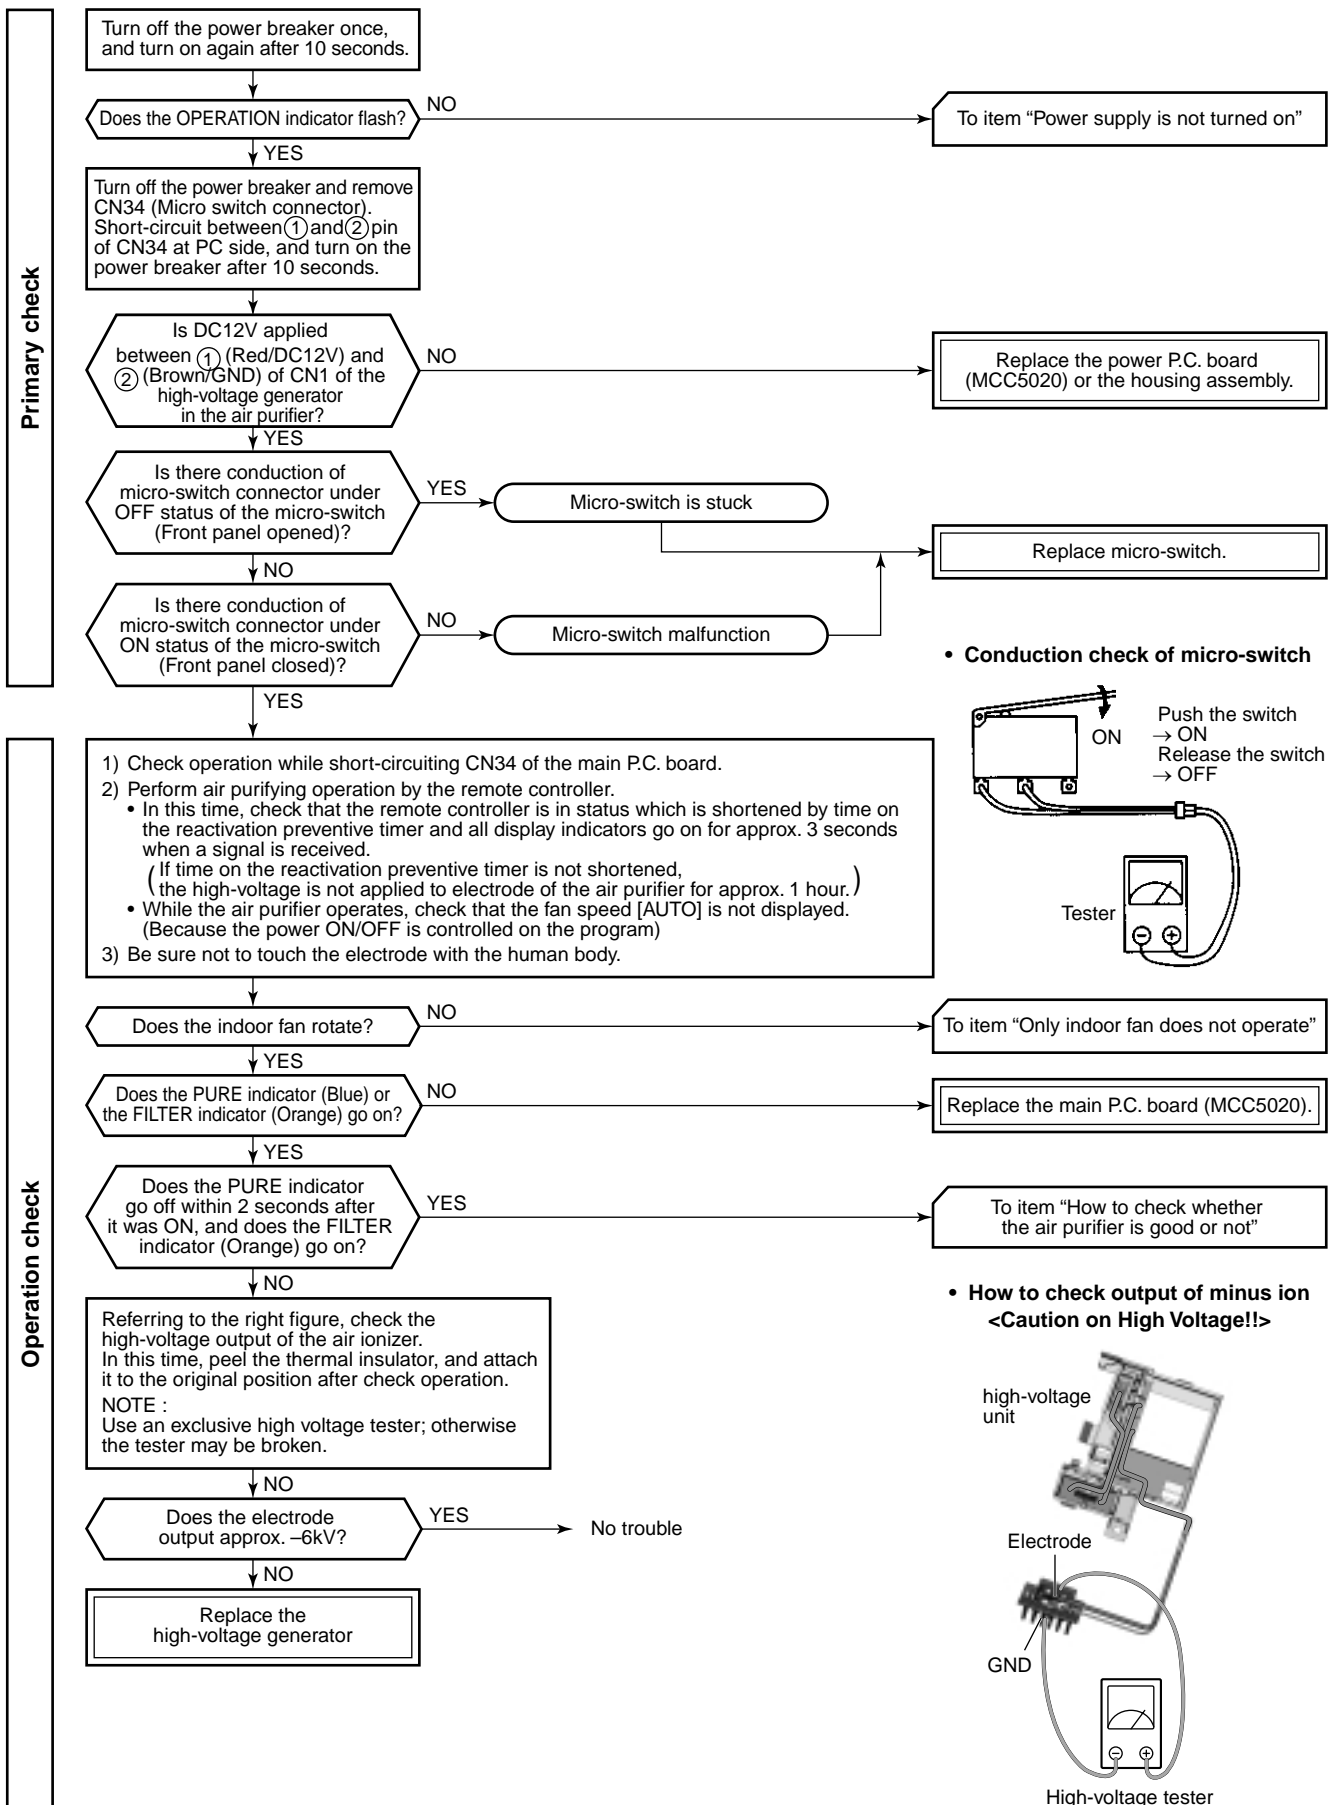 Primary check
Turn off the power breaker once,
and turn on again after 10 seconds.
Does the OPERATION indicator flash?
NO
To item “Power supply is not turned on”
YES
Turn off the power breaker and remove
CN34 (Micro switch connector).
Short-circuit between ① and ② pin
of CN34 at PC side, and turn on the
power breaker after 10 seconds.
Is DC12V applied
between ① (Red/DC12V) and
② (Brown/GND) of CN1 of the
high-voltage generator
in the air purifier?
NO
Replace the power P.C. board
(MCC5020) or the housing assembly.
YES
Is there conduction of
micro-switch connector under
OFF status of the micro-switch
(Front panel opened)?
YES
Micro-switch is stuck
Replace micro-switch.
NO
Is there conduction of
micro-switch connector under
ON status of the micro-switch
(Front panel closed)?
NO
Micro-switch malfunction
YES
• Conduction check of micro-switch
ON
Push the switch
→ ON
Release the switch
→ OFF
Tester
− +
Operation check
1) Check operation while short-circuiting CN34 of the main P.C. board.
2) Perform air purifying operation by the remote controller.
• In this time, check that the remote controller is in status which is shortened by time on
the reactivation preventive timer and all display indicators go on for approx. 3 seconds
when a signal is received.
(If time on the reactivation preventive timer is not shortened,
the high-voltage is not applied to electrode of the air purifier for approx. 1 hour.)
• While the air purifier operates, check that the fan speed [AUTO] is not displayed.
(Because the power ON/OFF is controlled on the program)
3) Be sure not to touch the electrode with the human body.
Does the indoor fan rotate?
NO
To item “Only indoor fan does not operate”
YES
Does the PURE indicator (Blue) or
the FILTER indicator (Orange) go on?
NO
Replace the main P.C. board (MCC5020).
YES
Does the PURE indicator
go off within 2 seconds after
it was ON, and does the FILTER
indicator (Orange) go on?
YES
To item “How to check whether
the air purifier is good or not”
NO
Referring to the right figure, check the
high-voltage output of the air ionizer.
In this time, peel the thermal insulator, and attach
it to the original position after check operation.
NOTE :
Use an exclusive high voltage tester; otherwise
the tester may be broken.
NO
Does the electrode
output approx. –6kV?
YES
No trouble
NO
Replace the
high-voltage generator
• How to check output of minus ion
<Caution on High Voltage!!>
high-voltage
unit
Electrode
GND
− +
High-voltage tester